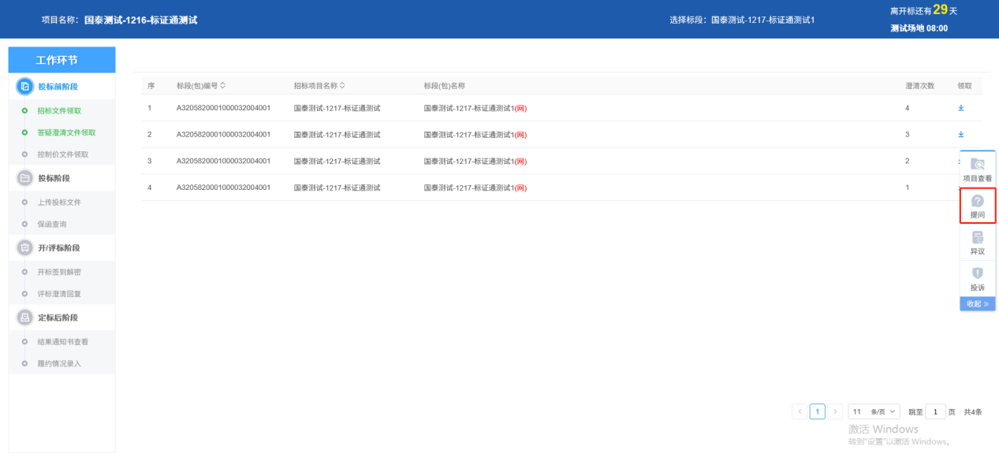 项目名称: 国泰测试-1216-标证通测试
选择标段: 国泰测试-1217-标证通测试1
离开标还有29天
测试场地 08:00
工作环节
投标前阶段
招标文件领取
答疑澄清文件领取
控制价文件领取
投标阶段
上传投标文件
保函查询
开/评标阶段
开标签到解密
评标澄清回复
定标后阶段
结果通知书查看
履约情况录入
序 标段(包)编号 招标项目名称 标段(包)名称 澄清次数 领取
1 A3205820001000032004001 国泰测试-1217-标证通测试 国泰测试-1217-标证通测试1(网) 4
2 A3205820001000032004001 国泰测试-1217-标证通测试 国泰测试-1217-标证通测试1(网) 3
3 A3205820001000032004001 国泰测试-1217-标证通测试 国泰测试-1217-标证通测试1(网) 2
4 A3205820001000032004001 国泰测试-1217-标证通测试 国泰测试-1217-标证通测试1(网) 1
项目查看
提问
异议
投诉
收起 »
< 1 > 11 条/页 跳至 1 页 共4条
激活 Windows
转到"设置"以激活 Windows。